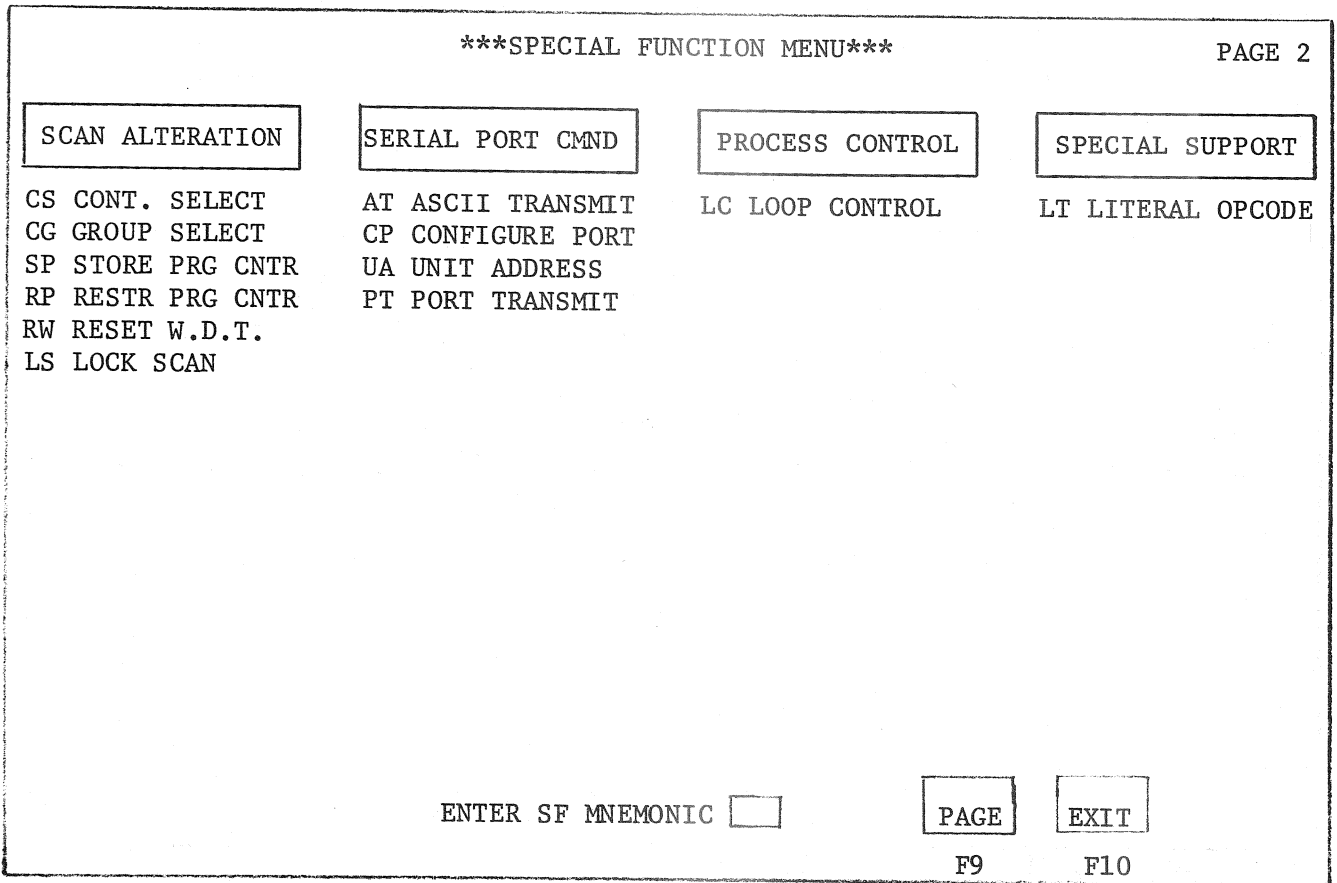 ***SPECIAL FUNCTION MENU***
PAGE 2
SCAN ALTERATION
CS CONT. SELECT
CG GROUP SELECT
SP STORE PRG CNTR
RP RESTR PRG CNTR
RW RESET W.D.T.
LS LOCK SCAN
SERIAL PORT CMND
AT ASCII TRANSMIT
CP CONFIGURE PORT
UA UNIT ADDRESS
PT PORT TRANSMIT
PROCESS CONTROL
LC LOOP CONTROL
SPECIAL SUPPORT
LT LITERAL OPCODE
ENTER SF MNEMONIC
PAGE
F9
EXIT
F10